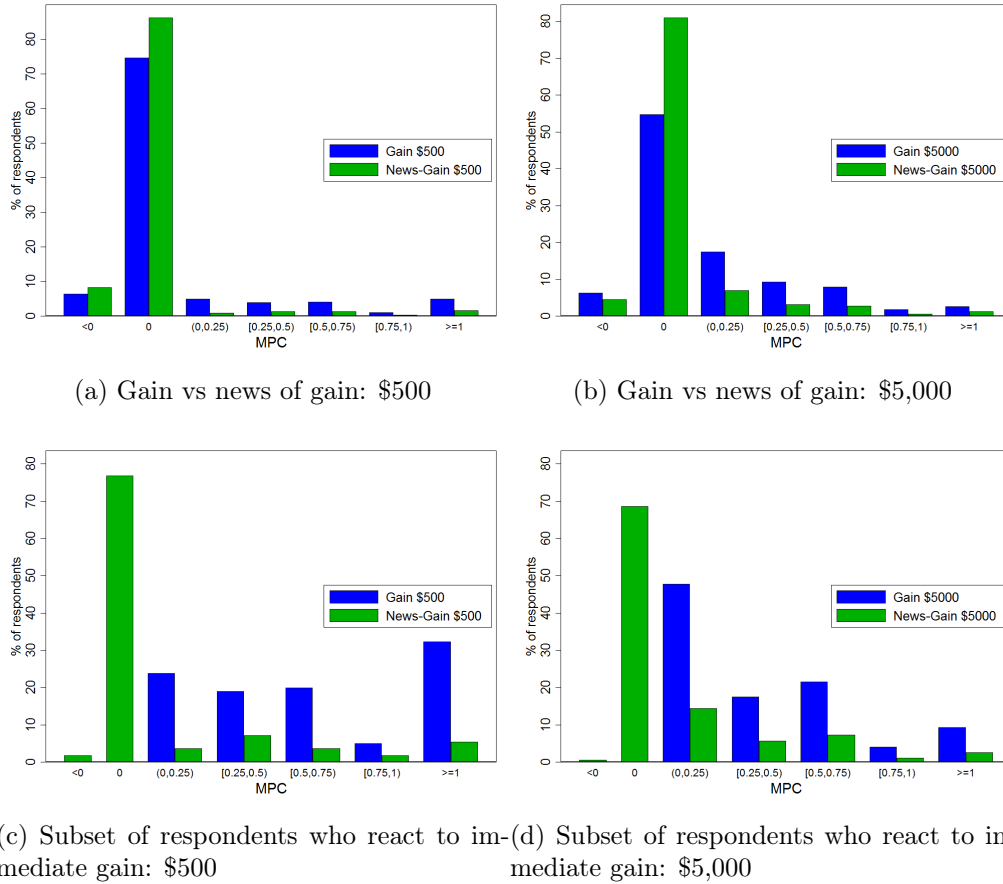 % of respondents
80
70
60
50
40
30
20
10
0
Gain $500
News-Gain $500
<0 0 (0,0.25) [0.25,0.5) [0.5,0.75) [0.75,1) >=1
MPC
(a) Gain vs news of gain: $500
% of respondents
80
70
60
50
40
30
20
10
0
Gain $5000
News-Gain $5000
<0 0 (0,0.25) [0.25,0.5) [0.5,0.75) [0.75,1) >=1
MPC
(b) Gain vs news of gain: $5,000
% of respondents
80
70
60
50
40
30
20
10
0
Gain $500
News-Gain $500
<0 0 (0,0.25) [0.25,0.5) [0.5,0.75) [0.75,1) >=1
MPC
(c) Subset of respondents who react to im-
mediate gain: $500
% of respondents
80
70
60
50
40
30
20
10
0
Gain $5000
News-Gain $5000
<0 0 (0,0.25) [0.25,0.5) [0.5,0.75) [0.75,1) >=1
MPC
(d) Subset of respondents who react to im
mediate gain: $5,000